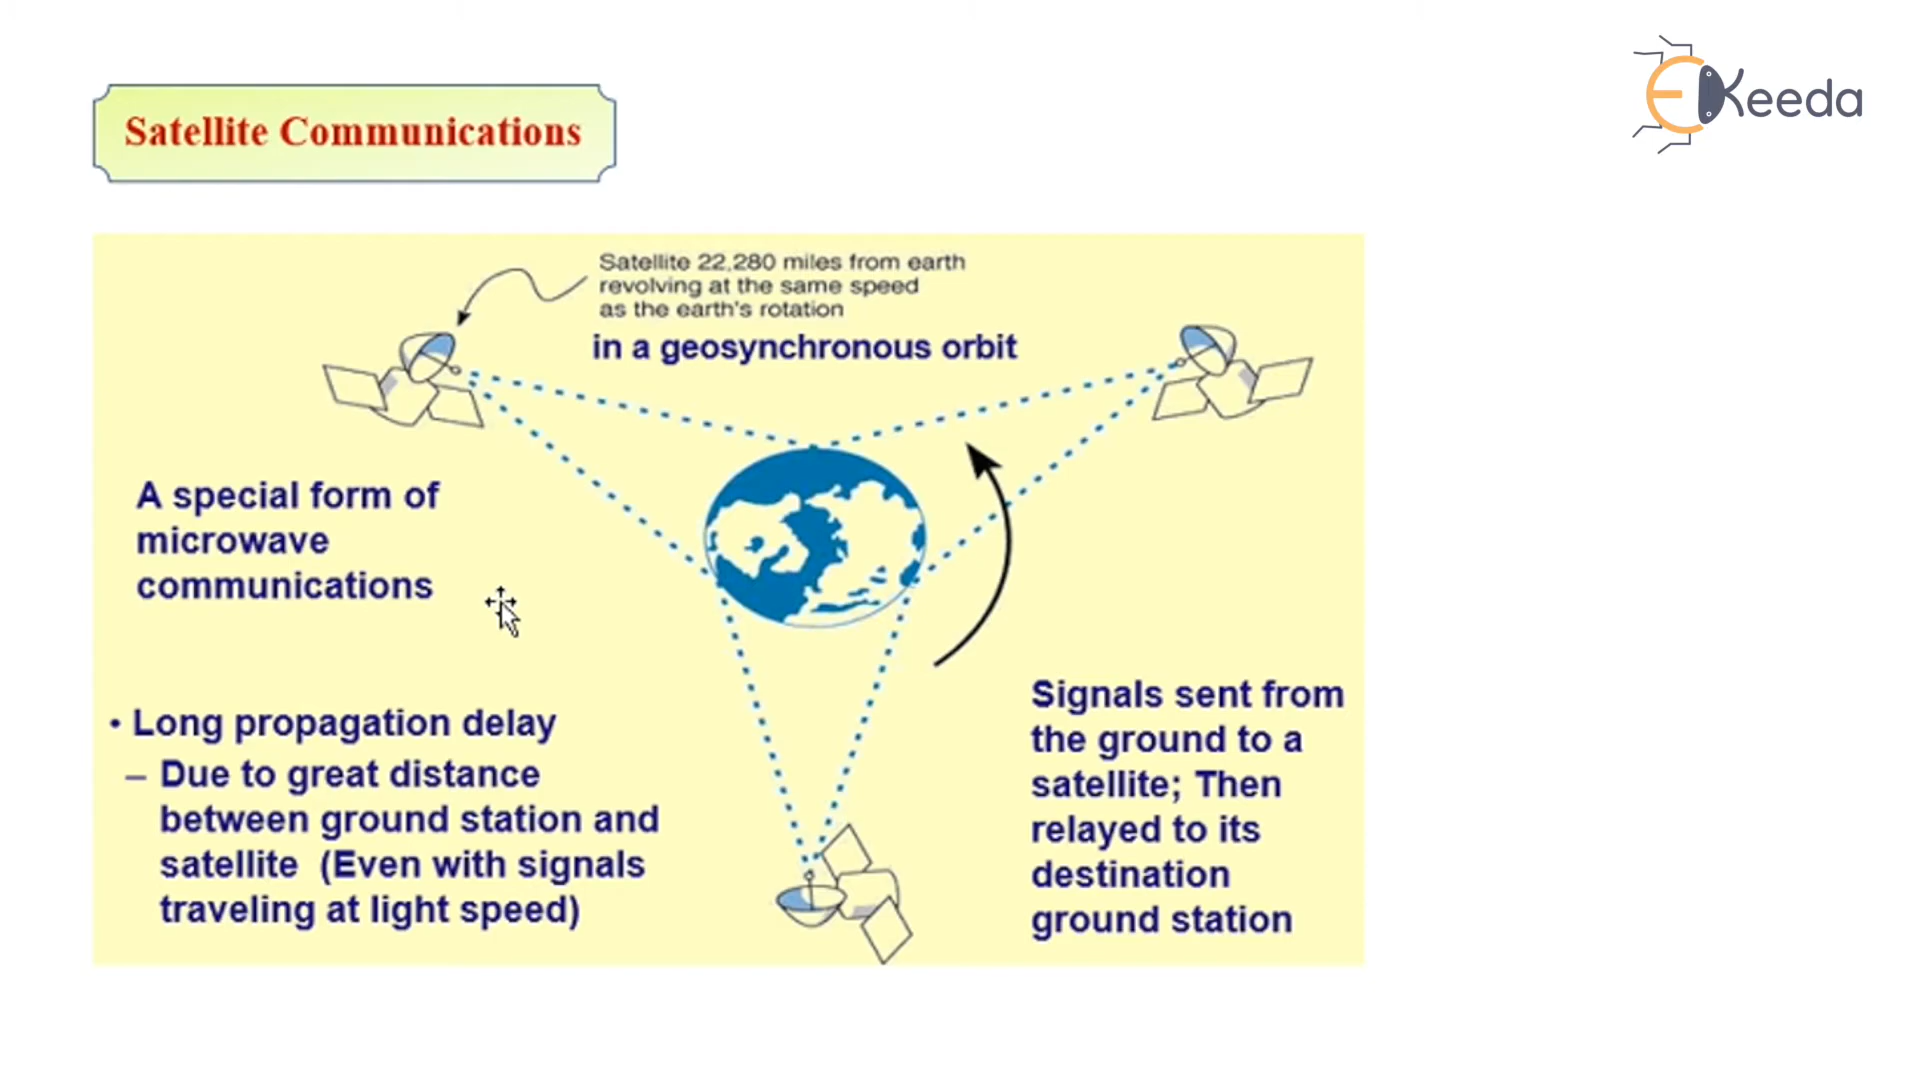 EKeeda
Satellite Communications
Satellite 22,280 miles from earth
revolving at the same speed
as the earth's rotation
in a geosynchronous orbit
A special form of
microwave
communications
• Long propagation delay
– Due to great distance
between ground station and
satellite (Even with signals
traveling at light speed)
Signals sent from
the ground to a
satellite; Then
relayed to its
destination
ground station